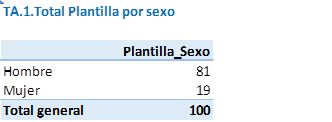 TA.1.Total Plantilla por sexo
Plantilla_Sexo
Hombre 81
Mujer 19
Total general 100